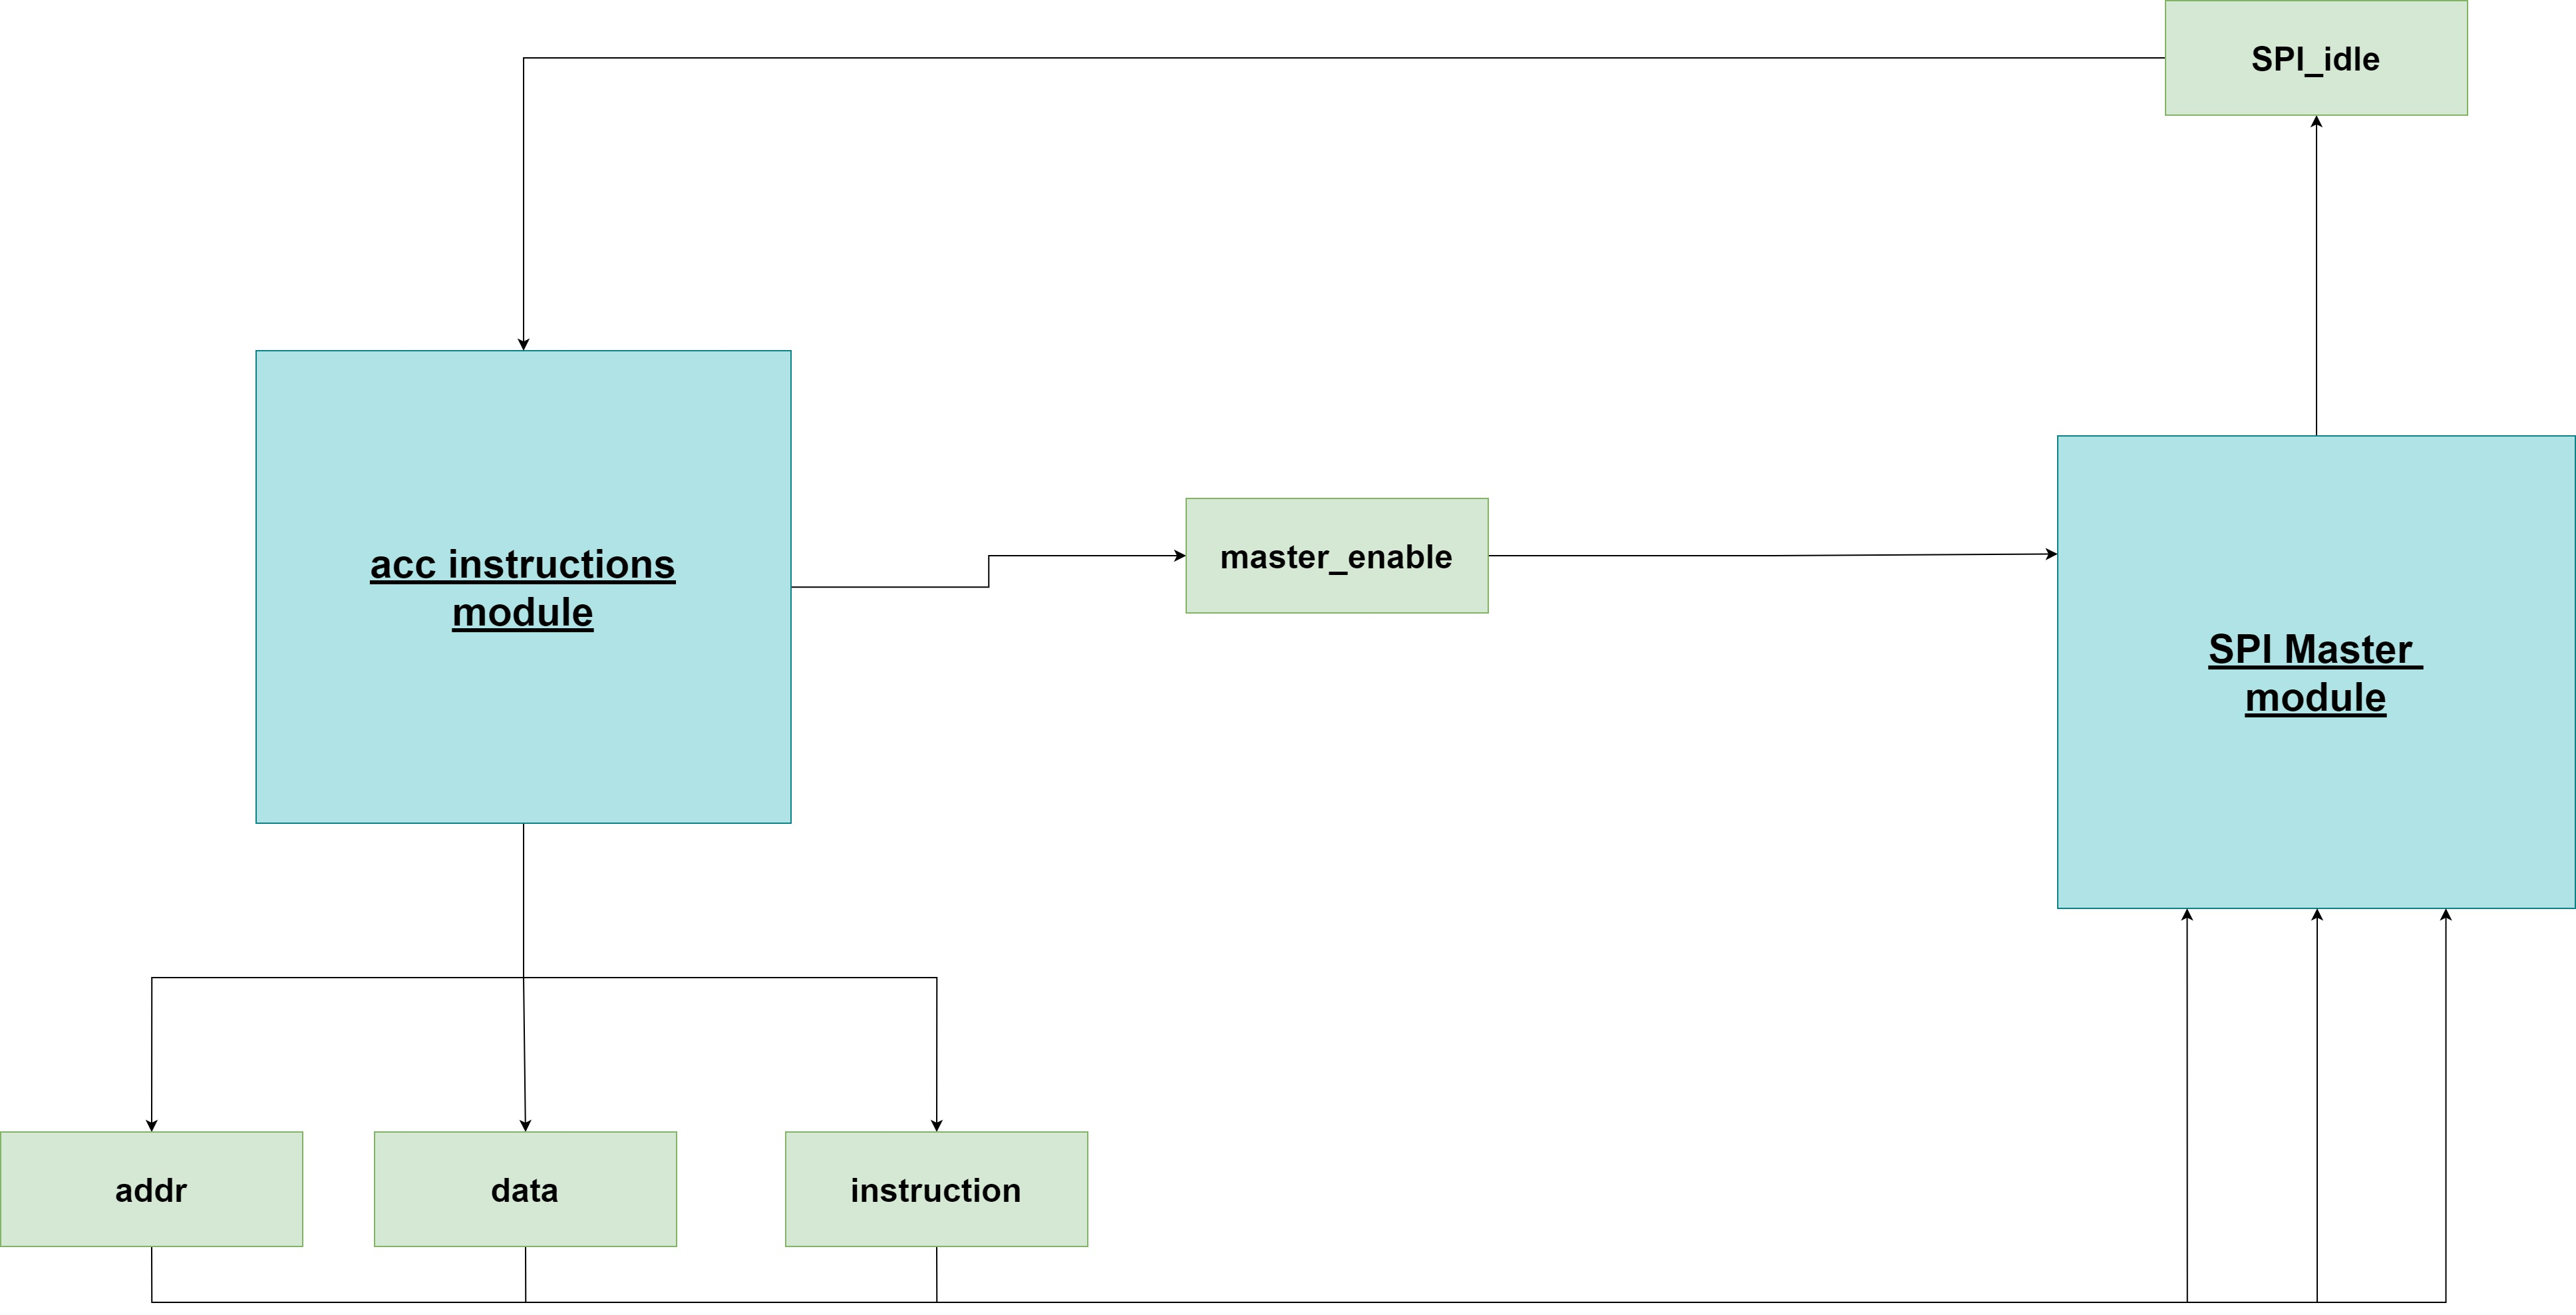 SPI_idle
acc instructions
module
master_enable
SPI Master
module
addr
data
instruction